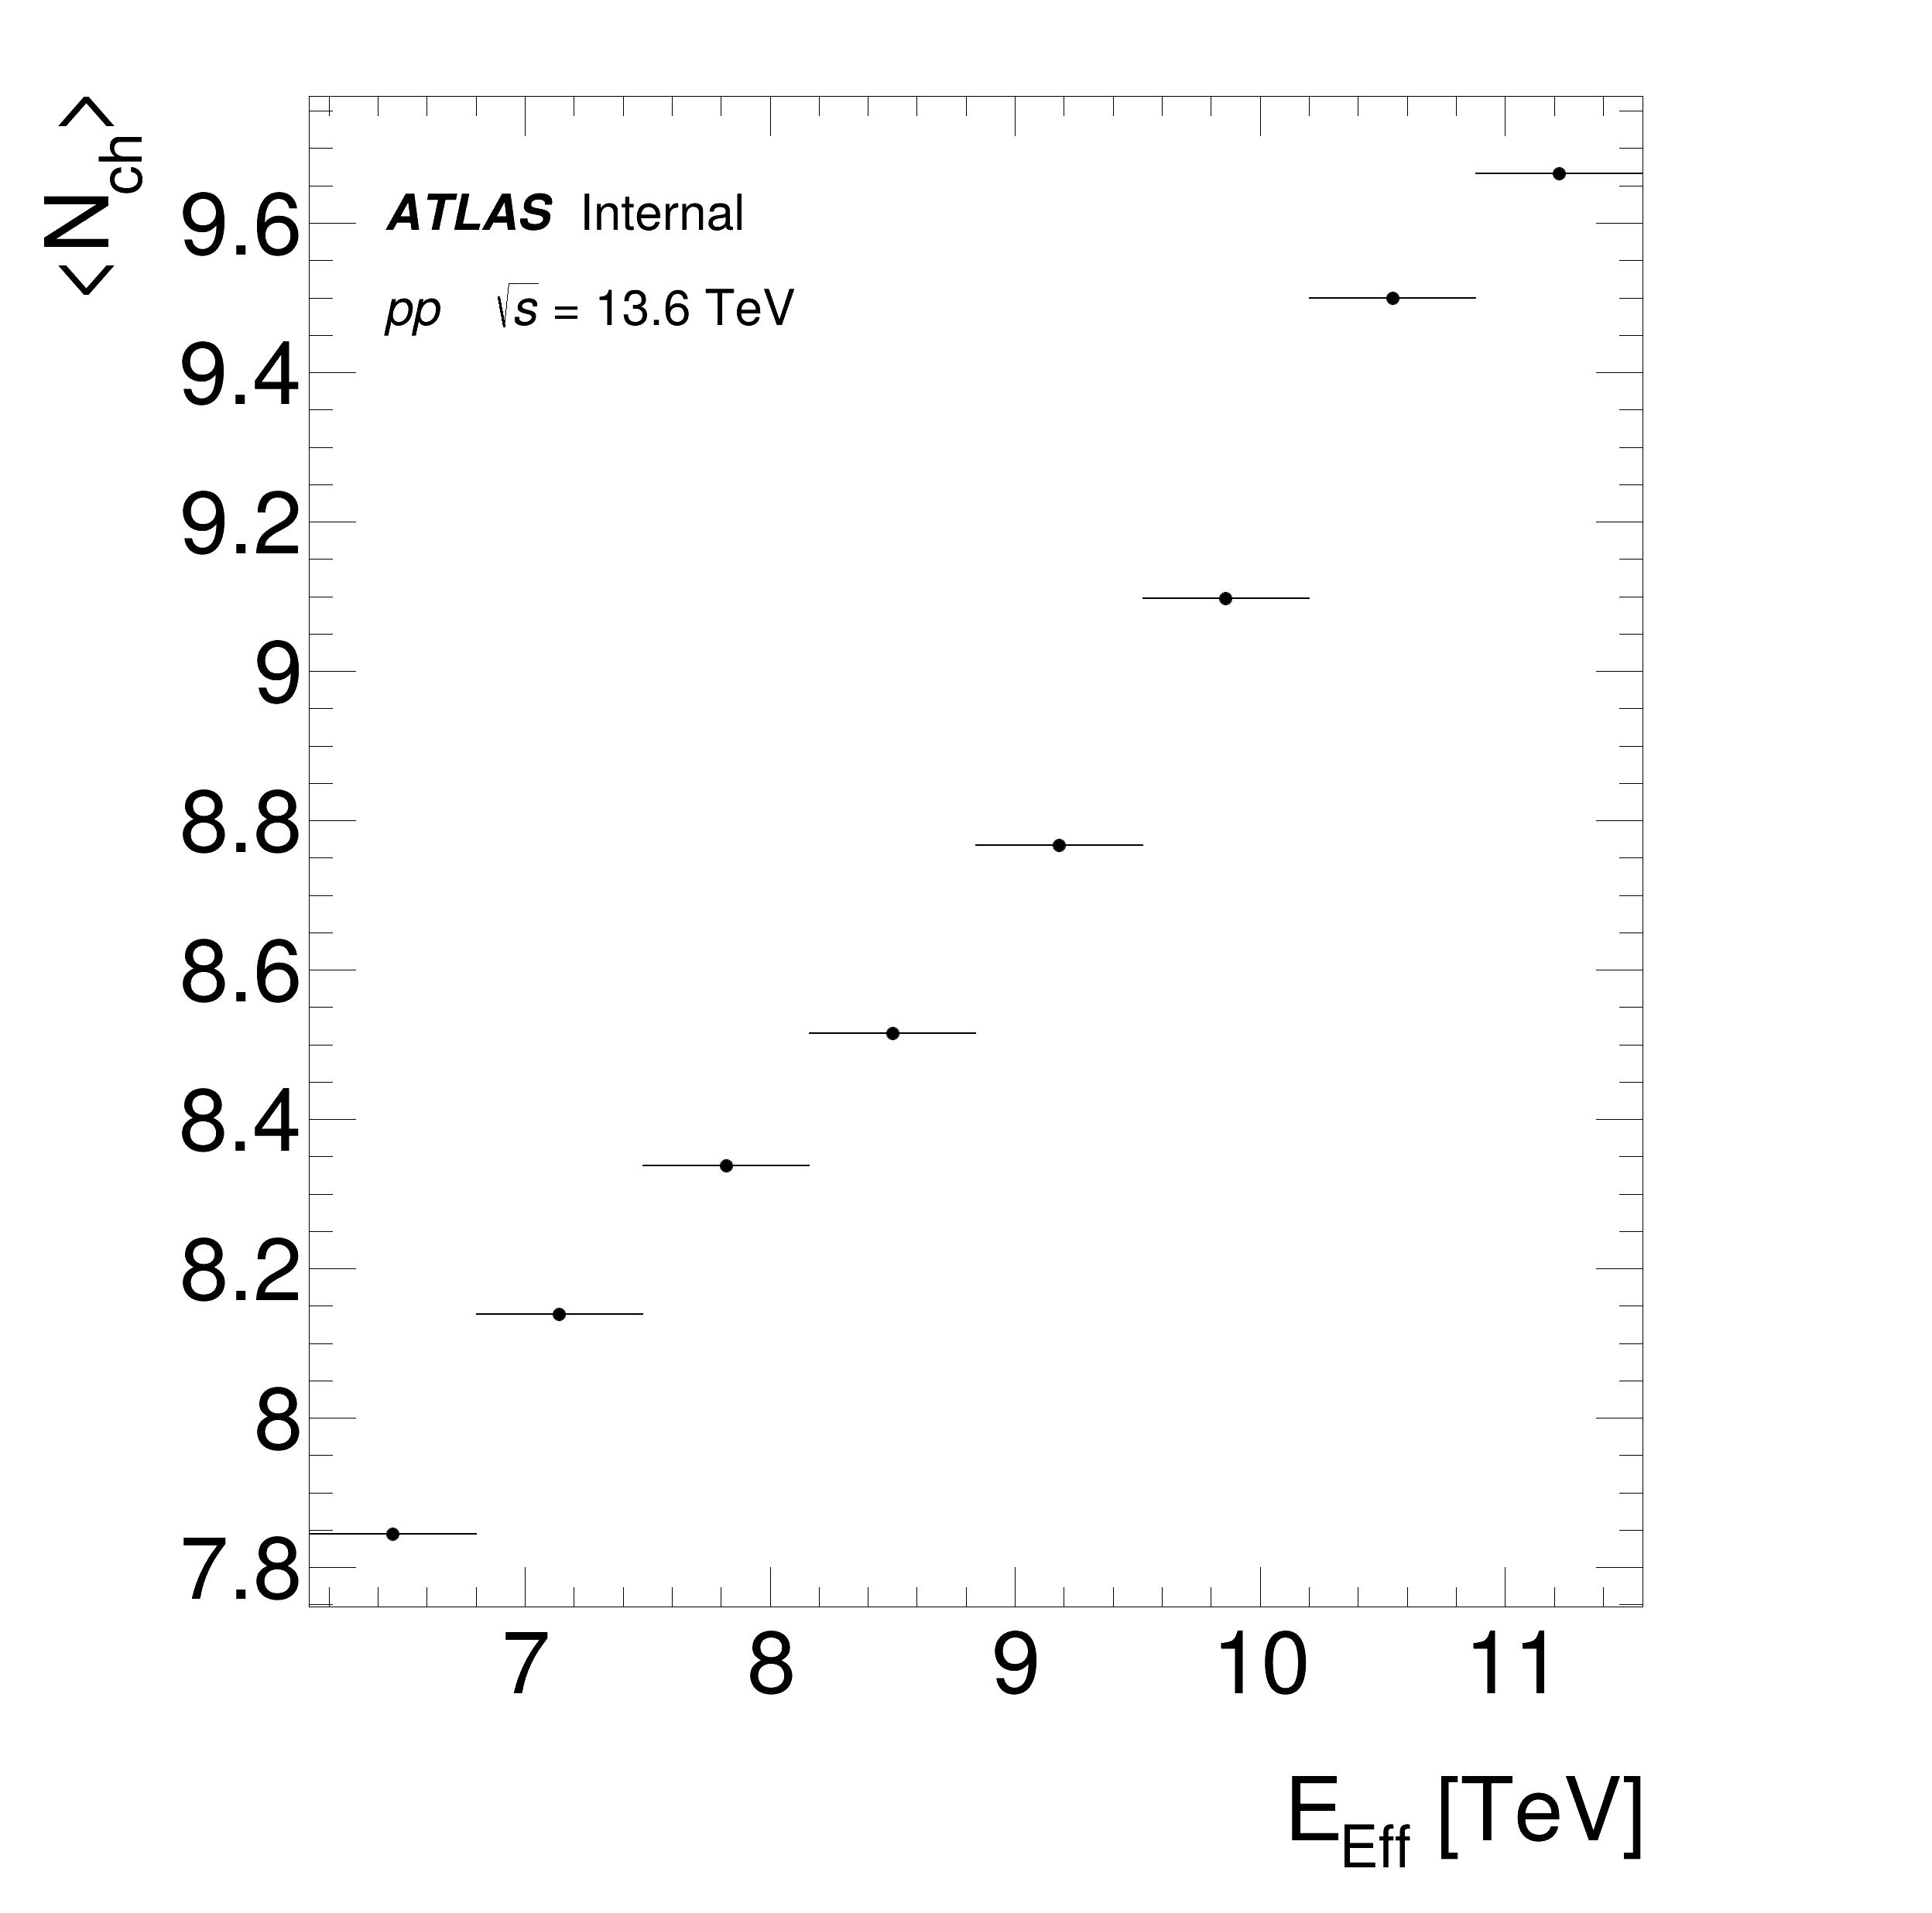 <N_ch>
ATLAS Internal
pp √s = 13.6 TeV
9.6
9.4
9.2
9
8.8
8.6
8.4
8.2
8
7.8
7 8 9 10 11
E_Eff [TeV]